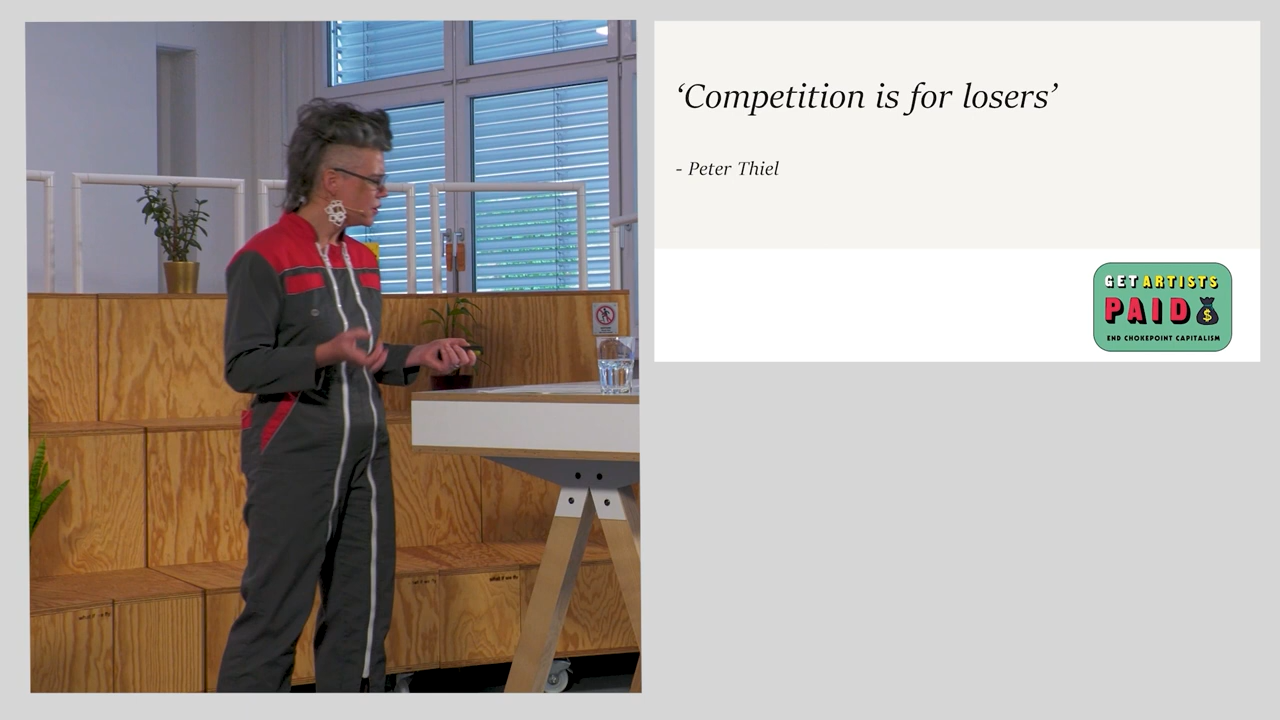 ‘Competition is for losers’
- Peter Thiel
GET ARTISTS
PAID
$
END CHOKEPOINT CAPITALISM